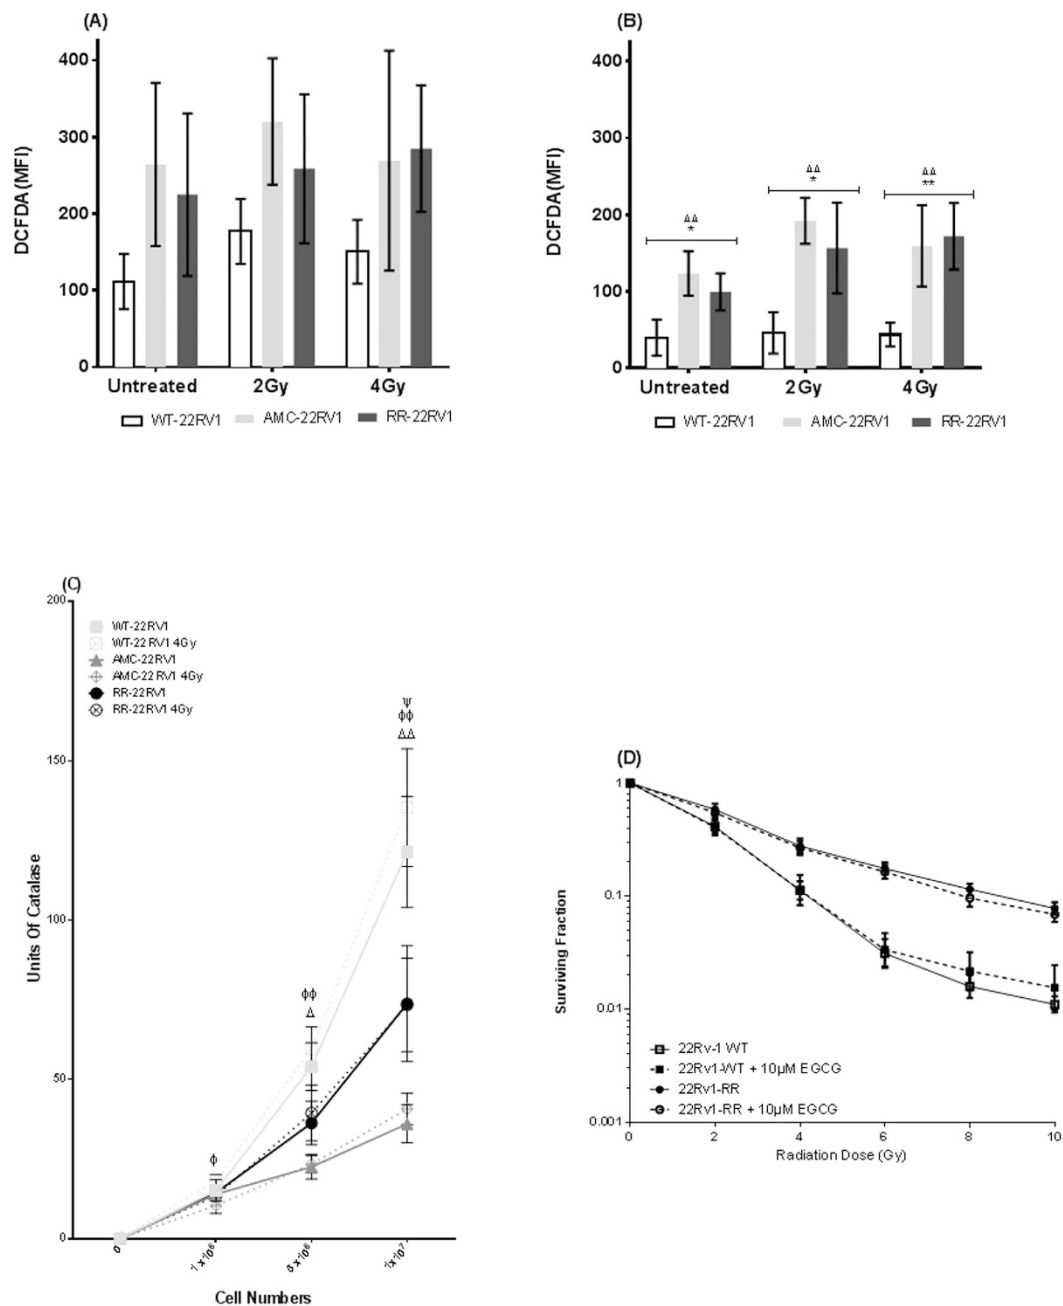 (A)
400
300
200
100
0
DCFDA (MFI)
Untreated 2Gy 4Gy
WT-22RV1 AMC-22RV1 RR-22RV1
(B)
400
300
200
100
0
DCFDA (MFI)
ΔΔ
*
ΔΔ
*
ΔΔ
**
Untreated 2Gy 4Gy
WT-22RV1 AMC-22RV1 RR-22RV1
(C)
200
150
100
50
0
Units Of Catalase
WT-22RV1
WT-22RV1 4Gy
AMC-22RV1
AMC-22RV1 4Gy
RR-22RV1
RR-22RV1 4Gy
ϕ
ϕϕ
Δ
ψ
ϕϕ
ΔΔ
0 1 x10⁶ 5 x10⁶ 1x10⁷
Cell Numbers
(D)
1
0.1
0.01
0.001
Surviving Fraction
22Rv-1 WT
22Rv1-WT + 10µM EGCG
22Rv1-RR
22Rv1-RR + 10µM EGCG
0 2 4 6 8 10
Radiation Dose (Gy)